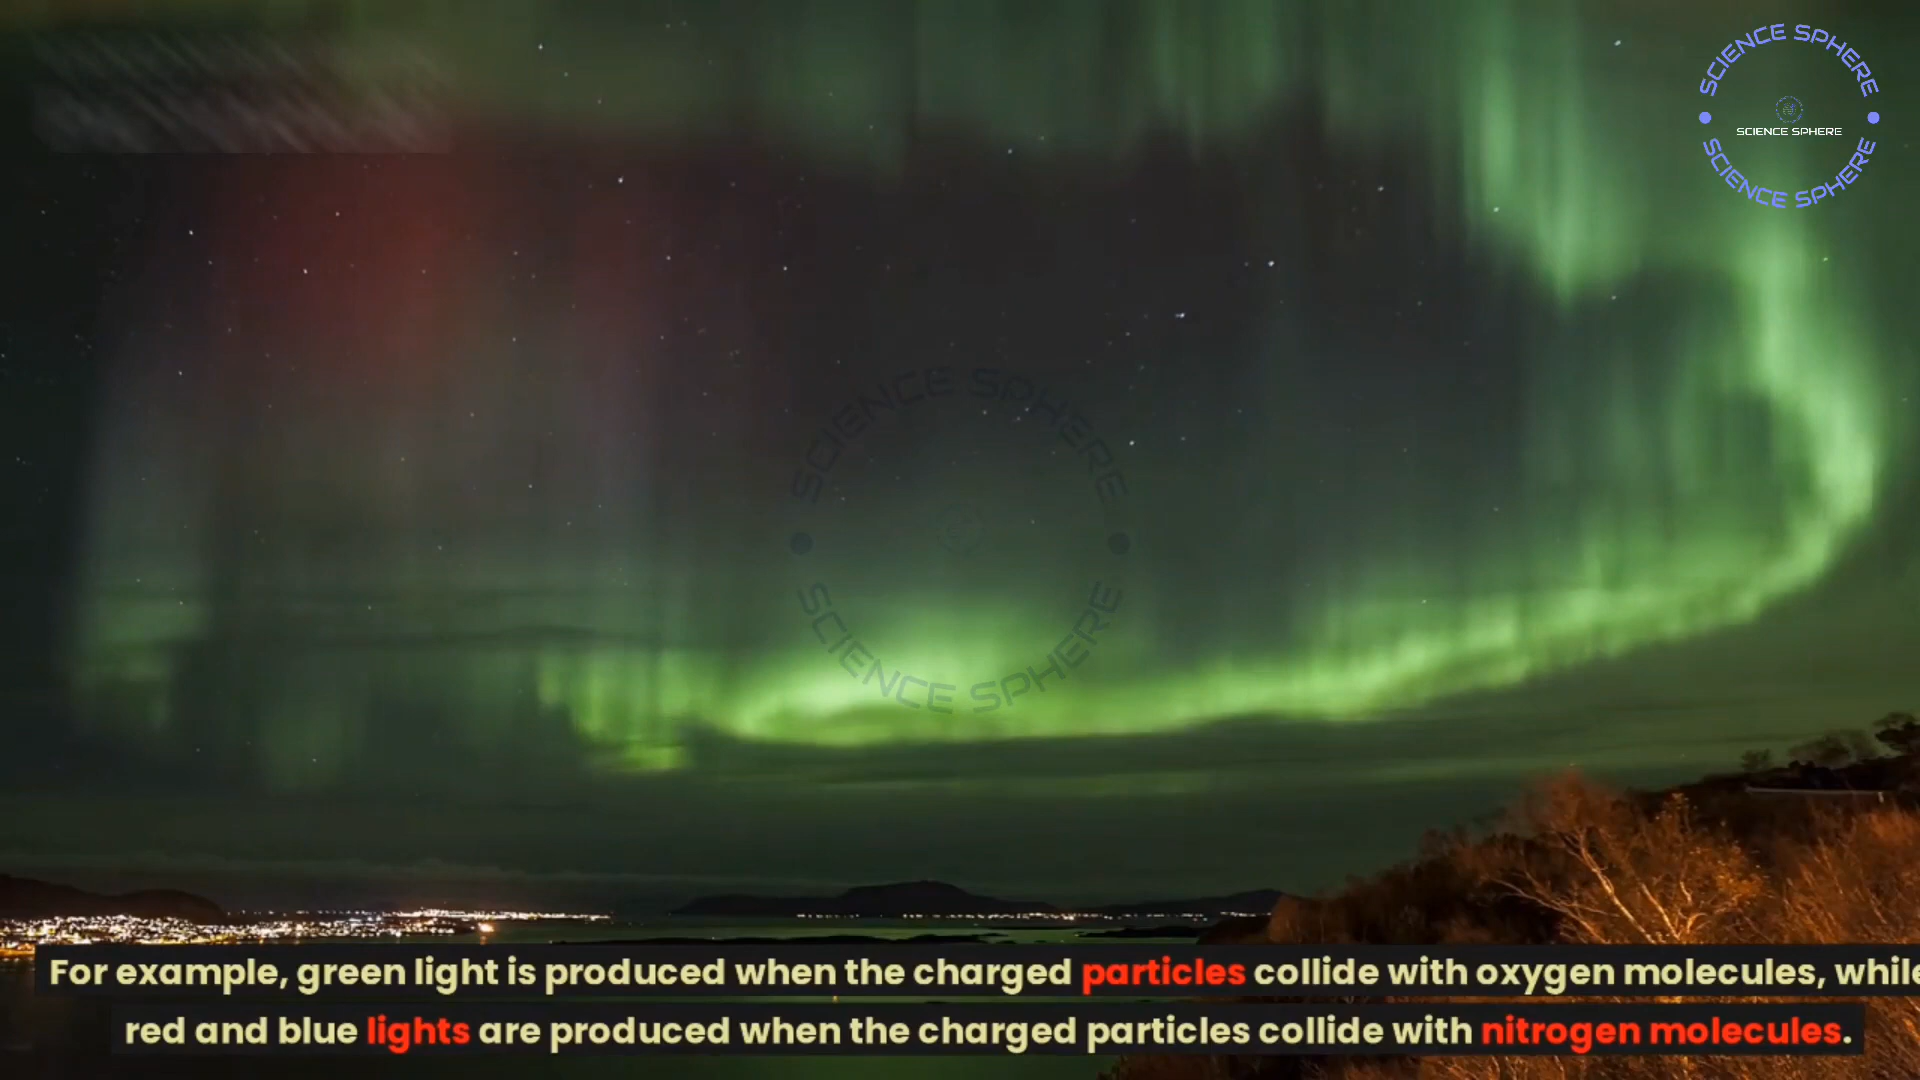 SCIENCE SPHERE
SCIENCE SPHERE
SCIENCE SPHERE
SCIENCE SPHERE
SCIENCE SPHERE
For example, green light is produced when the charged particles collide with oxygen molecules, while
red and blue lights are produced when the charged particles collide with nitrogen molecules.